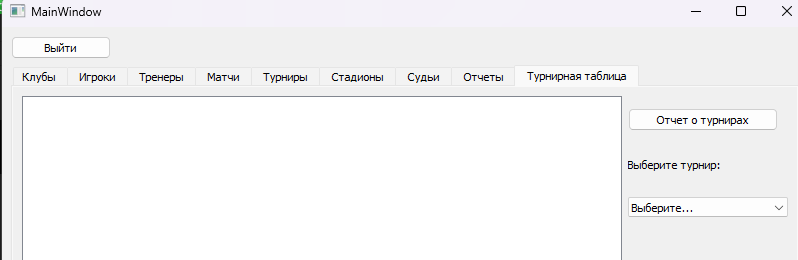 MainWindow
Выйти
Клубы Игроки Тренеры Матчи Турниры Стадионы Судьи Отчеты Турнирная таблица
Отчет о турнирах
Выберите турнир:
Выберите...